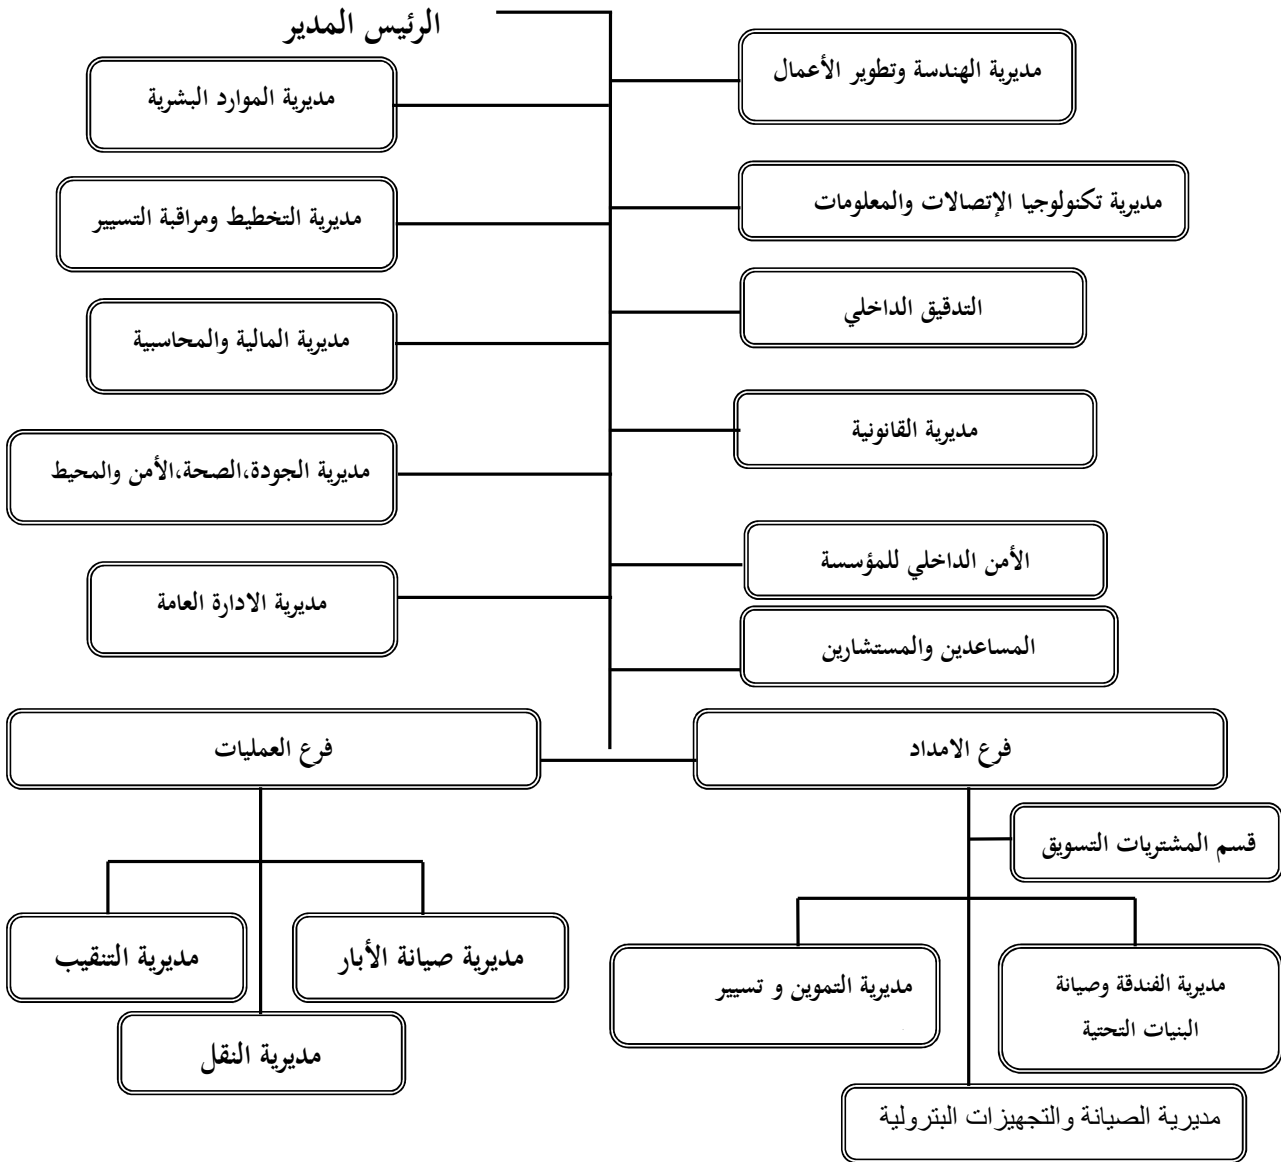 الرئيس المدير
مديرية الهندسة وتطوير الأعمال
مديرية الموارد البشرية
مديرية تكنولوجيا الإتصالات والمعلومات
مديرية التخطيط ومراقبة التسيير
التدقيق الداخلي
مديرية المالية والمحاسبية
مديرية القانونية
مديرية الجودة،الصحة،الأمن والمحيط
الأمن الداخلي للمؤسسة
مديرية الادارة العامة
المساعدين والمستشارين
فرع الامداد
فرع العمليات
قسم المشتريات التسويق
مديرية صيانة الأبار
مديرية التنقيب
مديرية النقل
مديرية الفندقة وصيانة
البنيات التحتية
مديرية التموين و تسيير
مديرية الصيانة والتجهيزات البترولية